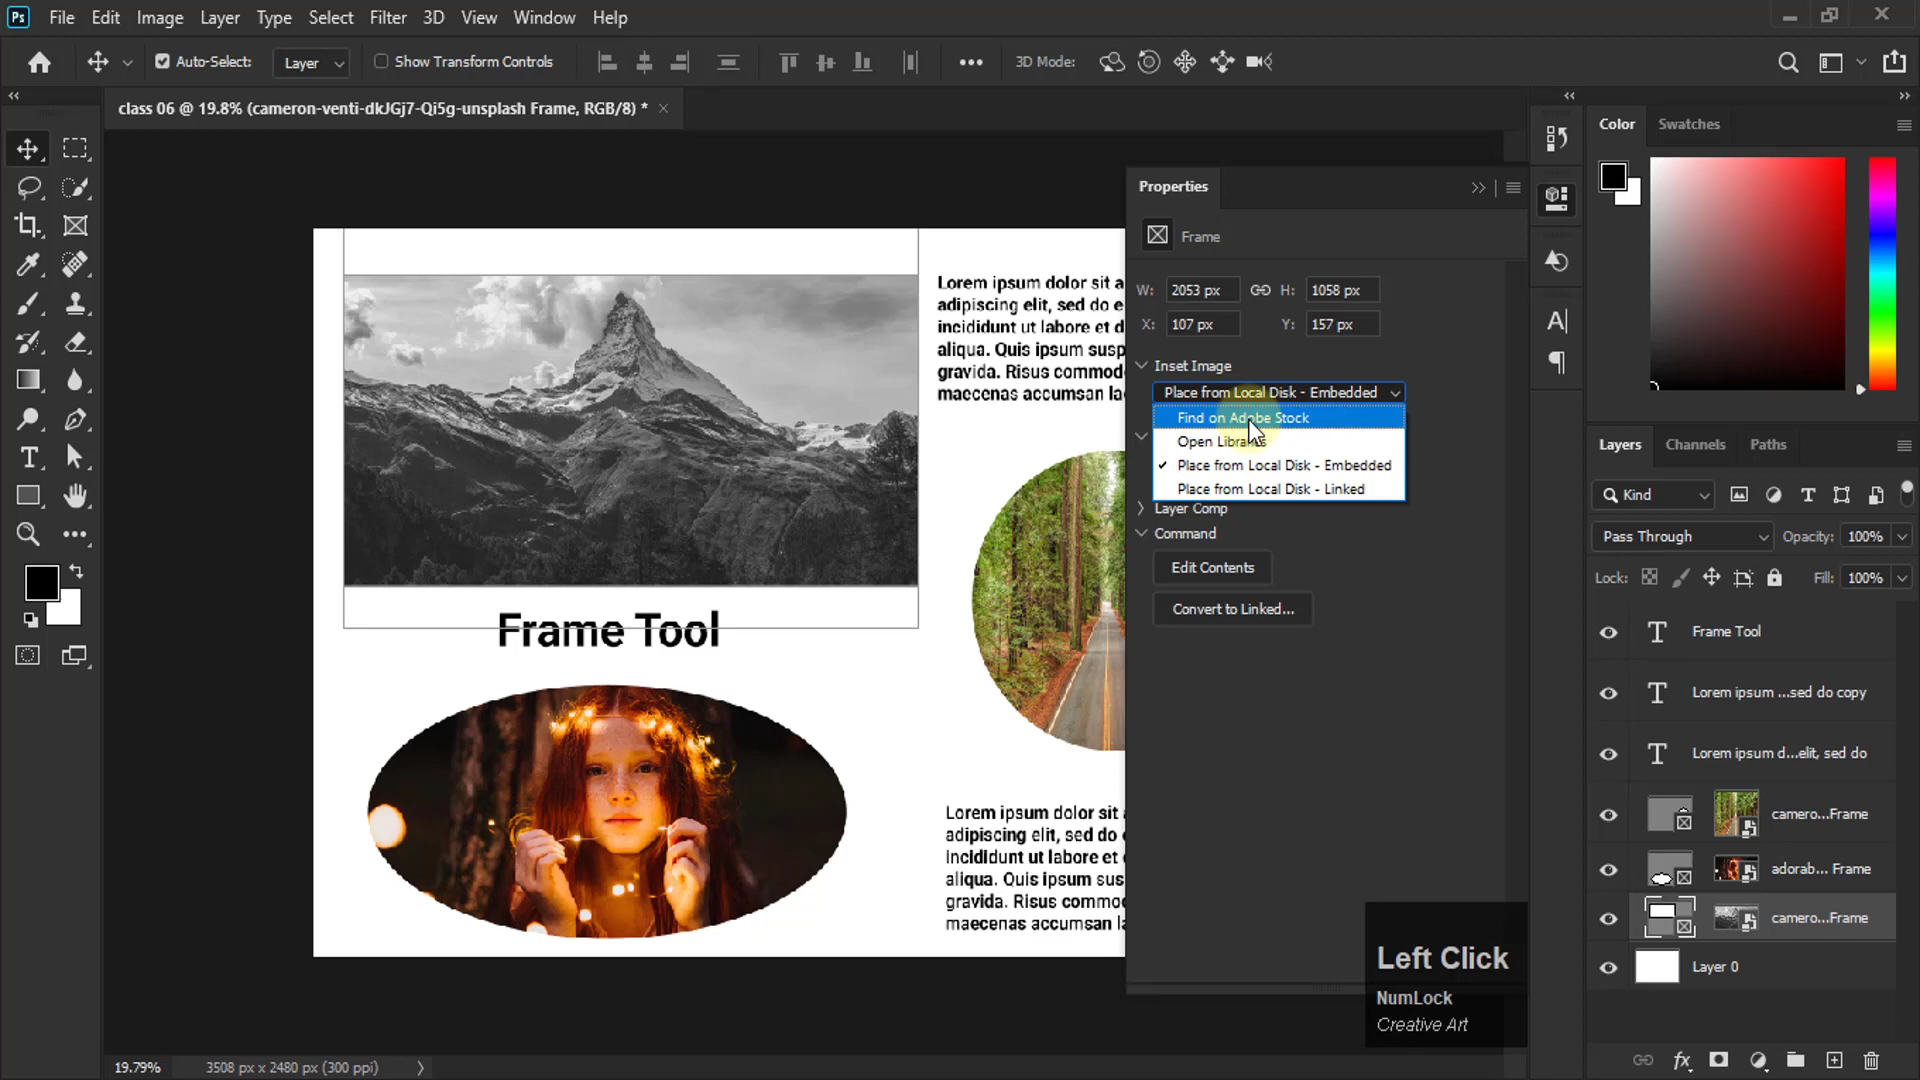 Ps File Edit Image Layer Type Select Filter 3D View Window Help
Auto-Select: Layer Show Transform Controls 3D Mode:
class 06 @ 19.8% (cameron-venti-dkJGj7-Qi5g-unsplash Frame, RGB/8) *
Color Swatches
Properties
Frame
W: 2053 px H: 1058 px
X: 107 px Y: 157 px
Inset Image
Place from Local Disk - Embedded
Find on Adobe Stock
Place from Local Disk - Embedded
Place from Local Disk - Linked
Layer Comp
Command
Edit Contents
Convert to Linked...
Lorem ipsum dolor sit a
adipiscing elit, sed do e
incididunt ut labore et d
aliqua. Quis ipsum susp
gravida. Risus commod
maecenas accumsan la
Frame Tool
Lorem ipsum dolor sit
adipiscing elit, sed do e
incididunt ut labore et
aliqua. Quis ipsum sus
gravida. Risus commo
maecenas accumsan l
Layers Channels Paths
Kind
Pass Through Opacity: 100%
Lock: Fill: 100%
Frame Tool
Lorem ipsum ...sed do copy
Lorem ipsum d...elit, sed do
camero...Frame
adorab... Frame
camero...Frame
Layer 0
Left Click
NumLock
Creative Art
19.79% 3508 px x 2480 px (300 ppi)